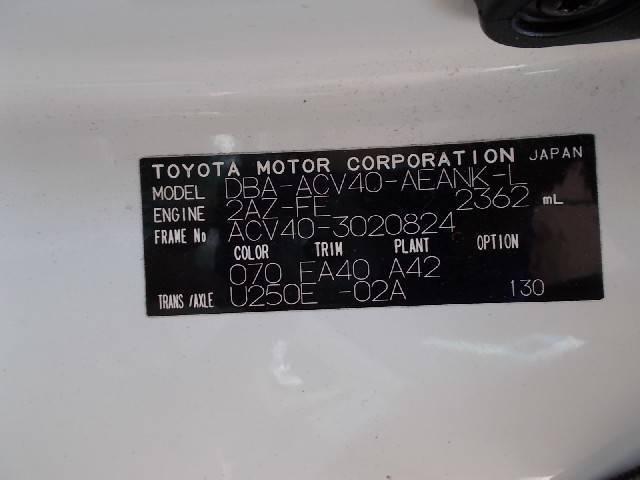 TOYOTA MOTOR CORPORATION JAPAN
MODEL DBA-ACV40-AEANK-L
ENGINE 2AZ-FE 2362 mL
FRAME No ACV40-3020824
COLOR TRIM PLANT OPTION
070 FA40 A42
TRANS/AXLE U250E -02A 130